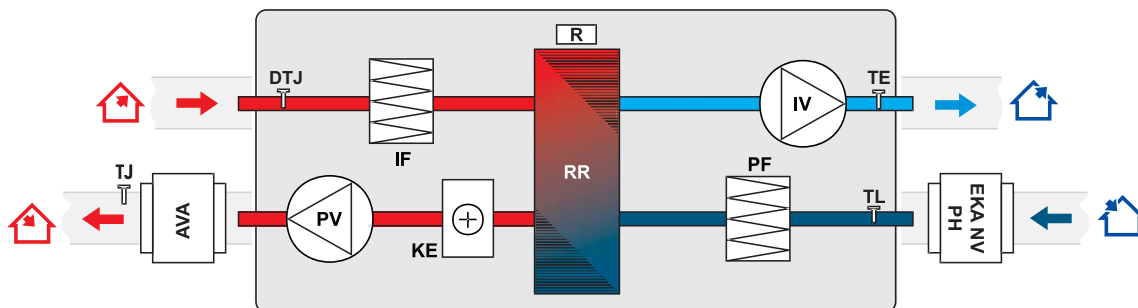 R
DTJ
TE
IV
IF
PF
RR
TJ
TL
AVA
PV
KE
EKA NV
PH